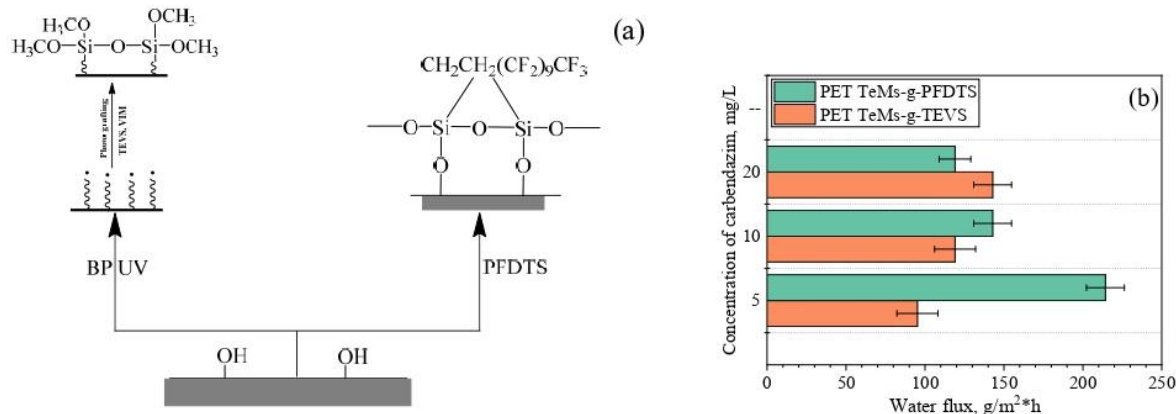 OCH₃
H₃CO
H₃CO—Si—O—Si—OCH₃
Photo grafting
TEVS, VIM
BP UV
(a)
CH₂CH₂(CF₂)₉CF₃
O—Si—O—Si—O
O O
PFDTS
OH OH
(b)
PET TeMs-g-PFDTS
PET TeMs-g-TEVS
Concentration of carbendazim, mg/L
--
20
10
5
0 50 100 150 200 250
Water flux, g/m²*h